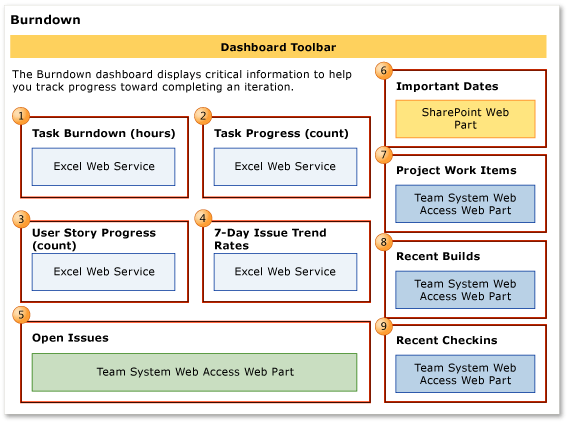 Burndown
Dashboard Toolbar
The Burndown dashboard displays critical information to help
you track progress toward completing an iteration.
1
Task Burndown (hours)
Excel Web Service
2
Task Progress (count)
Excel Web Service
3
User Story Progress
(count)
Excel Web Service
4
7-Day Issue Trend
Rates
Excel Web Service
5
Open Issues
Team System Web Access Web Part
6
Important Dates
SharePoint Web
Part
7
Project Work Items
Team System Web
Access Web Part
8
Recent Builds
Team System Web
Access Web Part
9
Recent Checkins
Team System Web
Access Web Part